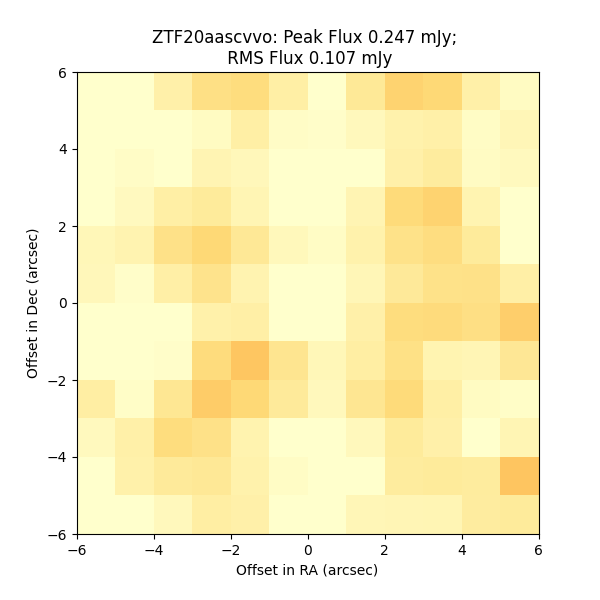 ZTF20aascvvo: Peak Flux 0.247 mJy;
RMS Flux 0.107 mJy
6
4
2
0
−2
−4
−6
Offset in Dec (arcsec)
−6 −4 −2 0 2 4 6
Offset in RA (arcsec)